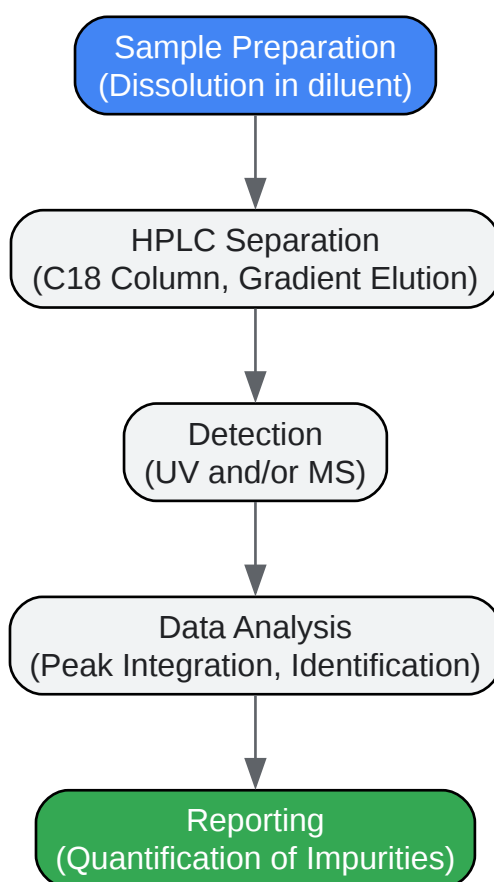 Sample Preparation
(Dissolution in diluent)
HPLC Separation
(C18 Column, Gradient Elution)
Detection
(UV and/or MS)
Data Analysis
(Peak Integration, Identification)
Reporting
(Quantification of Impurities)